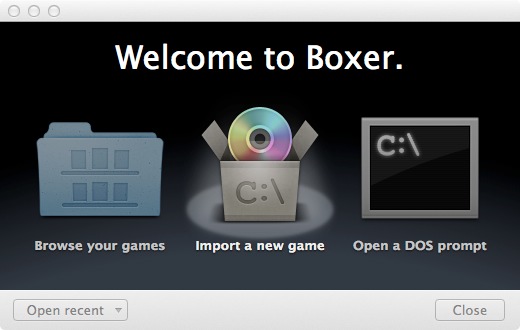 Welcome to Boxer.
C:\
C:\
Browse your games
Import a new game
Open a DOS prompt
Open recent
Close